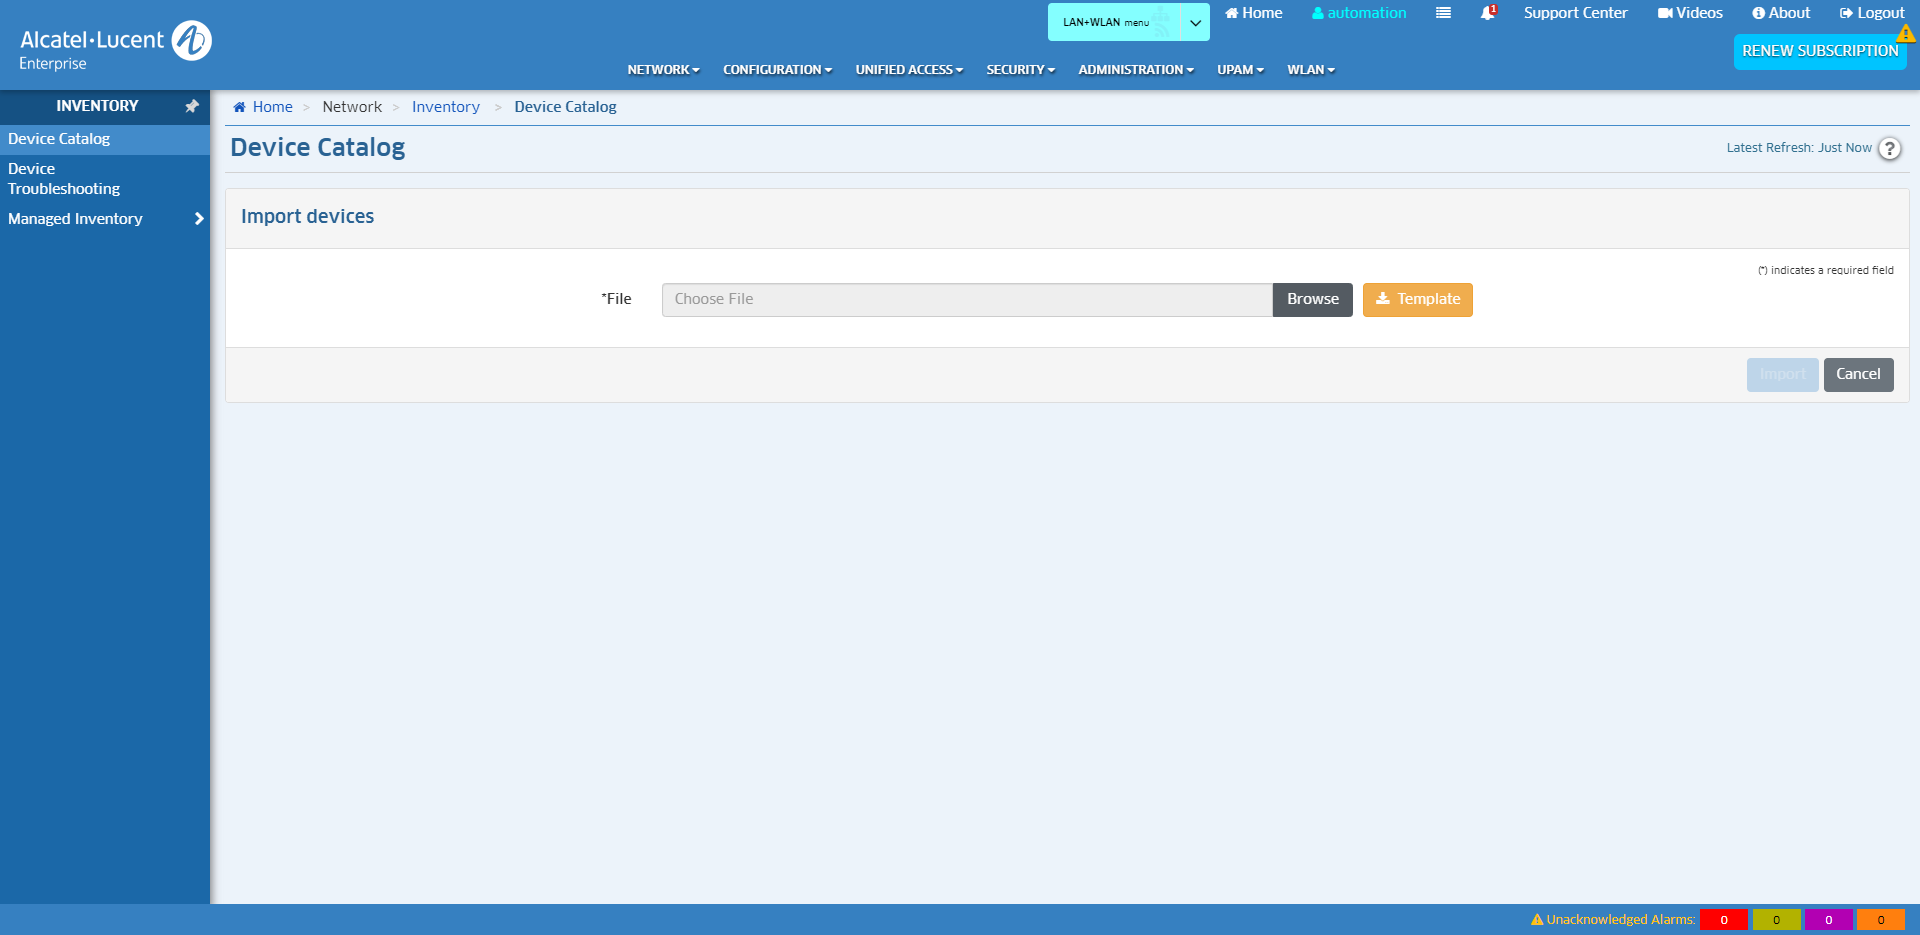 Alcatel·Lucent
Enterprise
LAN+WLAN menu
Home
automation
1
Support Center
Videos
About
Logout
RENEW SUBSCRIPTION
NETWORK
CONFIGURATION
UNIFIED ACCESS
SECURITY
ADMINISTRATION
UPAM
WLAN
INVENTORY
Device Catalog
Device
Troubleshooting
Managed Inventory
Home > Network > Inventory > Device Catalog
Device Catalog
Latest Refresh: Just Now
?
Import devices
(*) indicates a required field
*File
Choose File
Browse
Template
Import
Cancel
Unacknowledged Alarms: 0 0 0 0